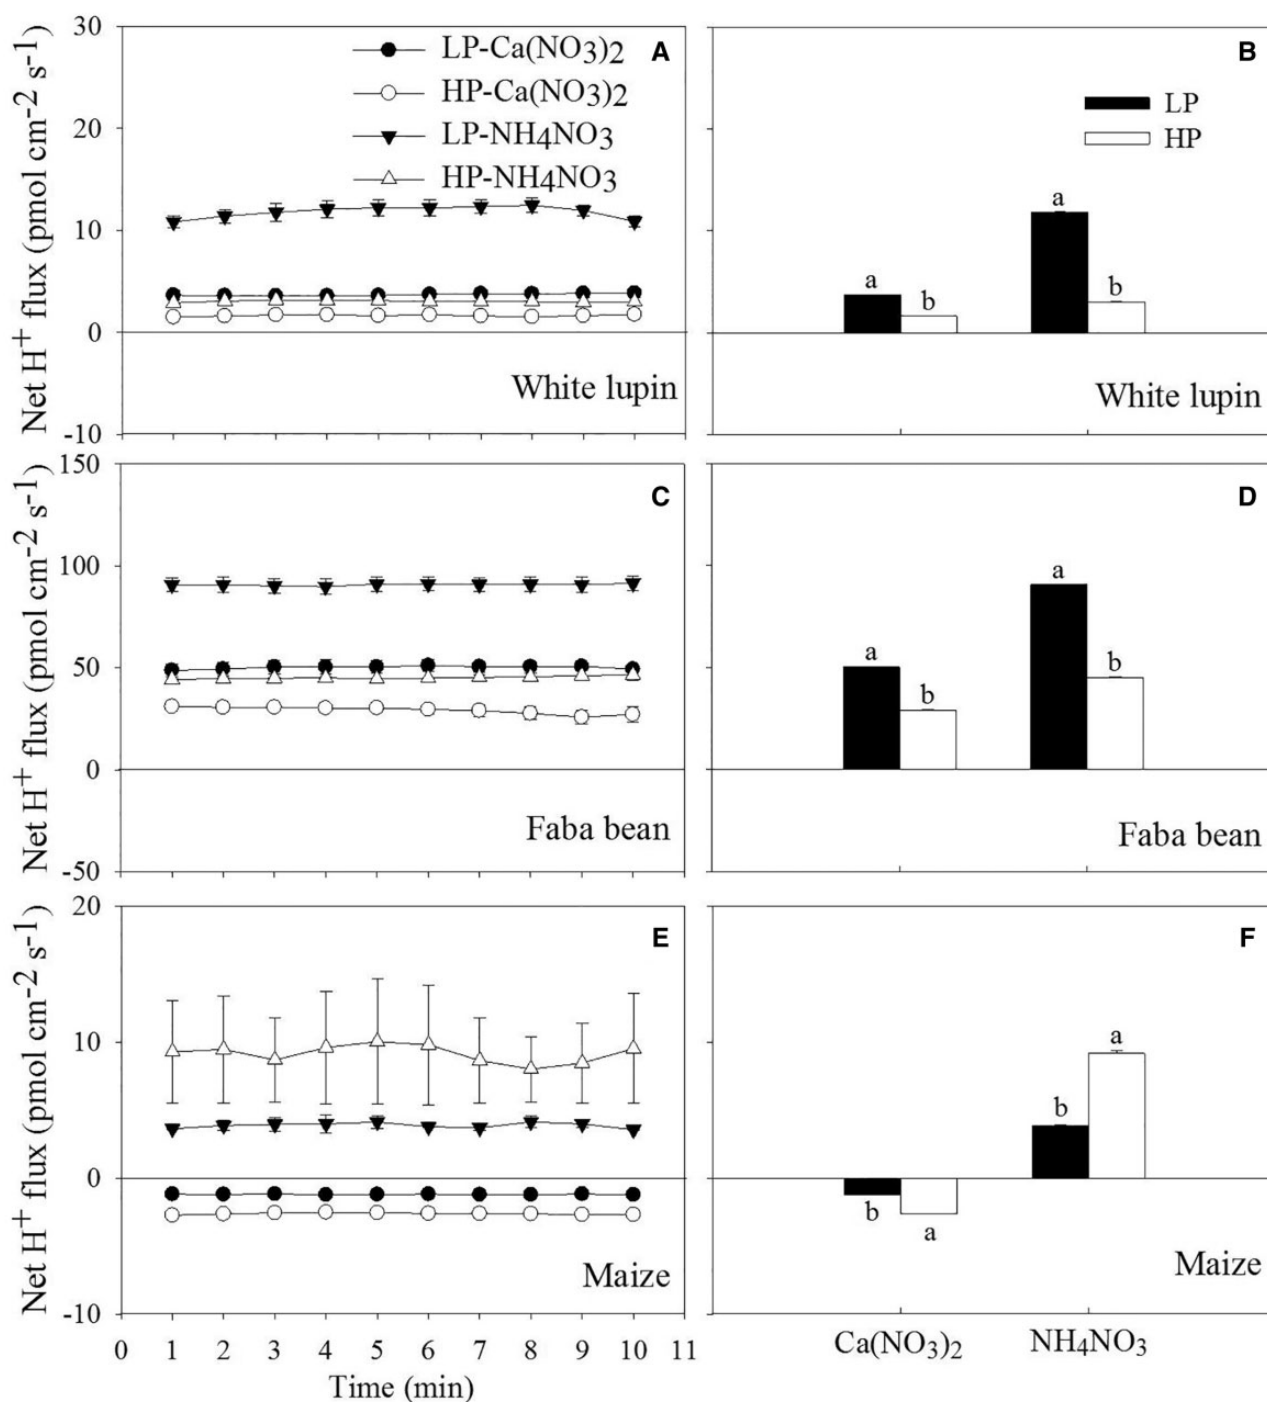 30
20
10
0
-10
Net H+ flux (pmol cm-2 s-1)
LP-Ca(NO3)2
HP-Ca(NO3)2
LP-NH4NO3
HP-NH4NO3
A
White lupin
B
LP
HP
a
b
a
b
White lupin
150
100
50
0
-50
Net H+ flux (pmol cm-2 s-1)
C
Faba bean
D
a
b
a
b
Faba bean
20
10
0
-10
Net H+ flux (pmol cm-2 s-1)
E
Maize
F
b
a
b
a
Maize
0 1 2 3 4 5 6 7 8 9 10 11
Time (min)
Ca(NO3)2 NH4NO3